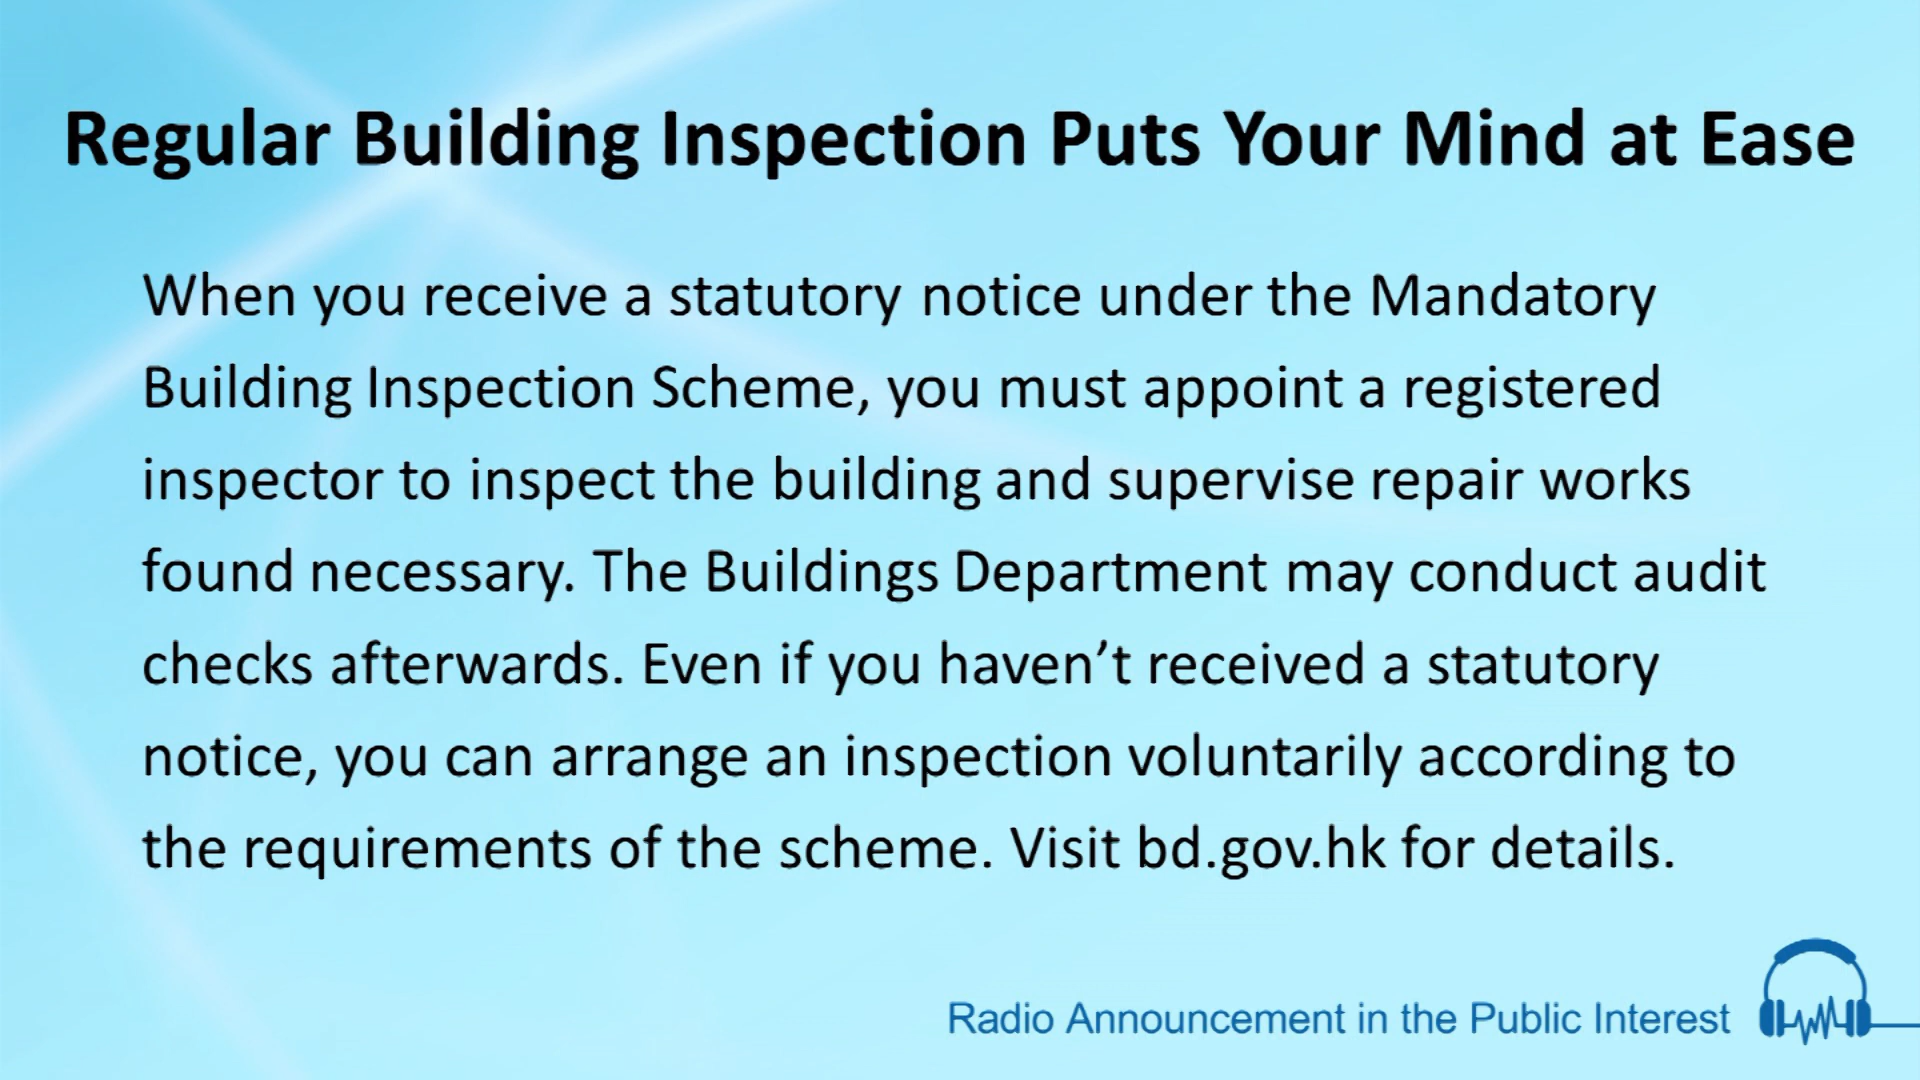 Regular Building Inspection Puts Your Mind at Ease
When you receive a statutory notice under the Mandatory
Building Inspection Scheme, you must appoint a registered
inspector to inspect the building and supervise repair works
found necessary. The Buildings Department may conduct audit
checks afterwards. Even if you haven’t received a statutory
notice, you can arrange an inspection voluntarily according to
the requirements of the scheme. Visit bd.gov.hk for details.
Radio Announcement in the Public Interest